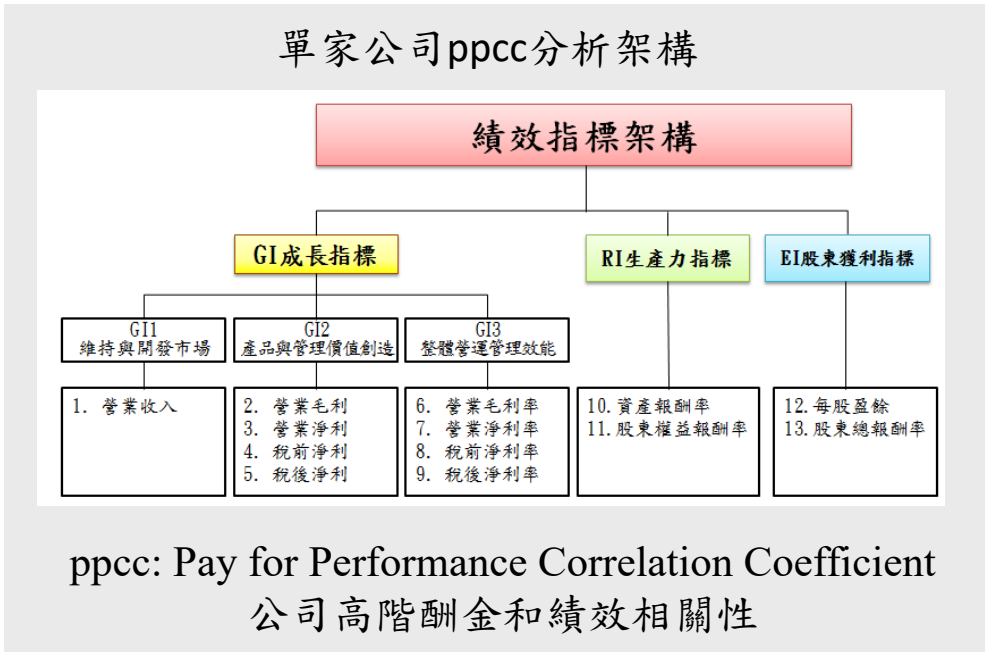 單家公司ppcc分析架構
績效指標架構
GI成長指標
RI生產力指標
EI股東獲利指標
GI1
維持與開發市場
GI2
產品與管理價值創造
GI3
整體營運管理效能
1. 營業收入
2. 營業毛利
3. 營業淨利
4. 稅前淨利
5. 稅後淨利
6. 營業毛利率
7. 營業淨利率
8. 稅前淨利率
9. 稅後淨利率
10. 資產報酬率
11. 股東權益報酬率
12. 每股盈餘
13. 股東總報酬率
ppcc: Pay for Performance Correlation Coefficient
公司高階酬金和績效相關性